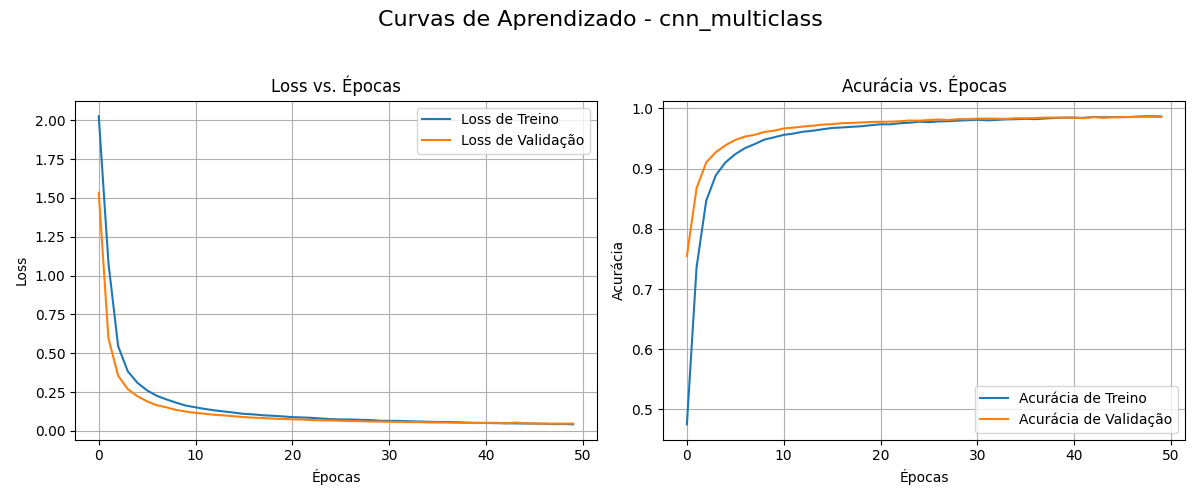 Curvas de Aprendizado - cnn_multiclass
Loss vs. Épocas
Loss de Treino
Loss de Validação
2.00
1.75
1.50
1.25
1.00
0.75
0.50
0.25
0.00
Loss
0 10 20 30 40 50
Épocas
Acurácia vs. Épocas
1.0
0.9
0.8
0.7
0.6
0.5
Acurácia
Acurácia de Treino
Acurácia de Validação
0 10 20 30 40 50
Épocas